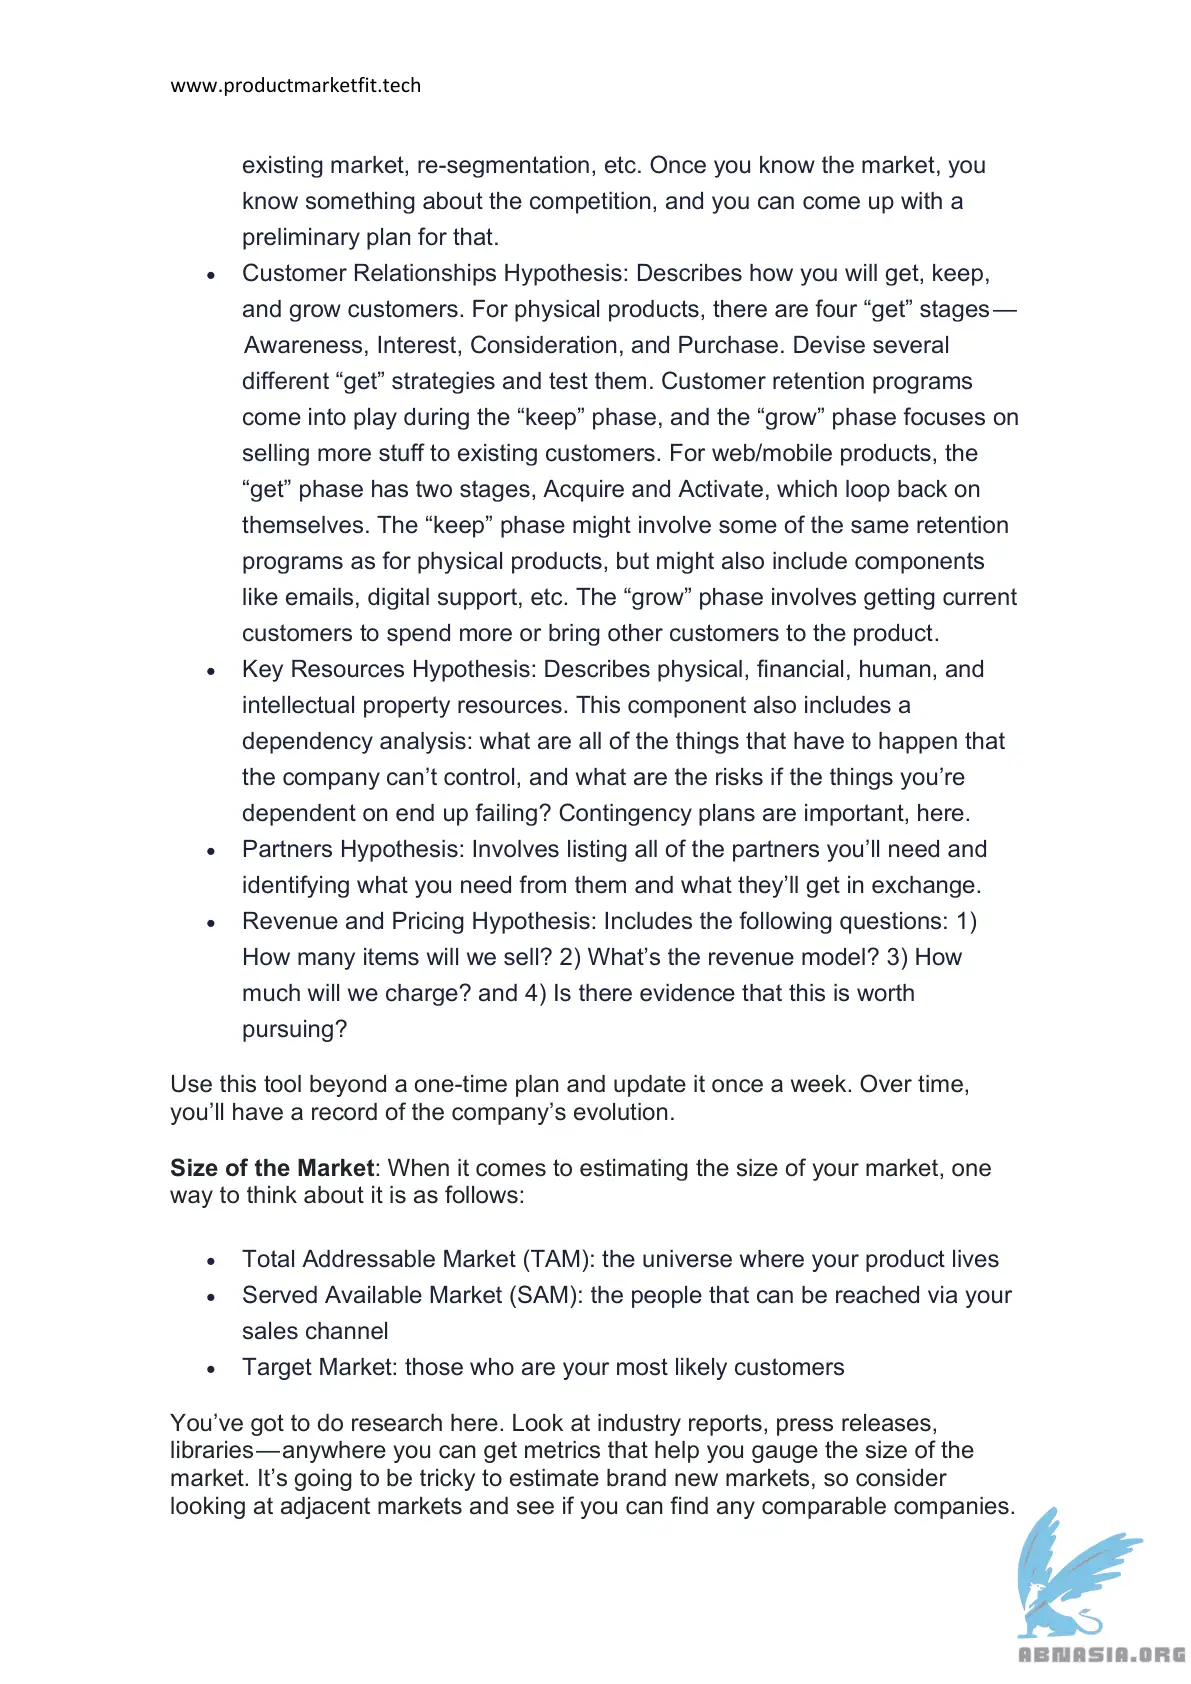 www.productmarketfit.tech
existing market, re-segmentation, etc. Once you know the market, you
know something about the competition, and you can come up with a
preliminary plan for that.
• Customer Relationships Hypothesis: Describes how you will get, keep,
and grow customers. For physical products, there are four “get” stages—
Awareness, Interest, Consideration, and Purchase. Devise several
different “get” strategies and test them. Customer retention programs
come into play during the “keep” phase, and the “grow” phase focuses on
selling more stuff to existing customers. For web/mobile products, the
“get” phase has two stages, Acquire and Activate, which loop back on
themselves. The “keep” phase might involve some of the same retention
programs as for physical products, but might also include components
like emails, digital support, etc. The “grow” phase involves getting current
customers to spend more or bring other customers to the product.
• Key Resources Hypothesis: Describes physical, financial, human, and
intellectual property resources. This component also includes a
dependency analysis: what are all of the things that have to happen that
the company can’t control, and what are the risks if the things you’re
dependent on end up failing? Contingency plans are important, here.
• Partners Hypothesis: Involves listing all of the partners you’ll need and
identifying what you need from them and what they’ll get in exchange.
• Revenue and Pricing Hypothesis: Includes the following questions: 1)
How many items will we sell? 2) What’s the revenue model? 3) How
much will we charge? and 4) Is there evidence that this is worth
pursuing?
Use this tool beyond a one-time plan and update it once a week. Over time,
you’ll have a record of the company’s evolution.
Size of the Market: When it comes to estimating the size of your market, one
way to think about it is as follows:
• Total Addressable Market (TAM): the universe where your product lives
• Served Available Market (SAM): the people that can be reached via your
sales channel
• Target Market: those who are your most likely customers
You’ve got to do research here. Look at industry reports, press releases,
libraries—anywhere you can get metrics that help you gauge the size of the
market. It’s going to be tricky to estimate brand new markets, so consider
looking at adjacent markets and see if you can find any comparable companies.
ABNASIA.ORG